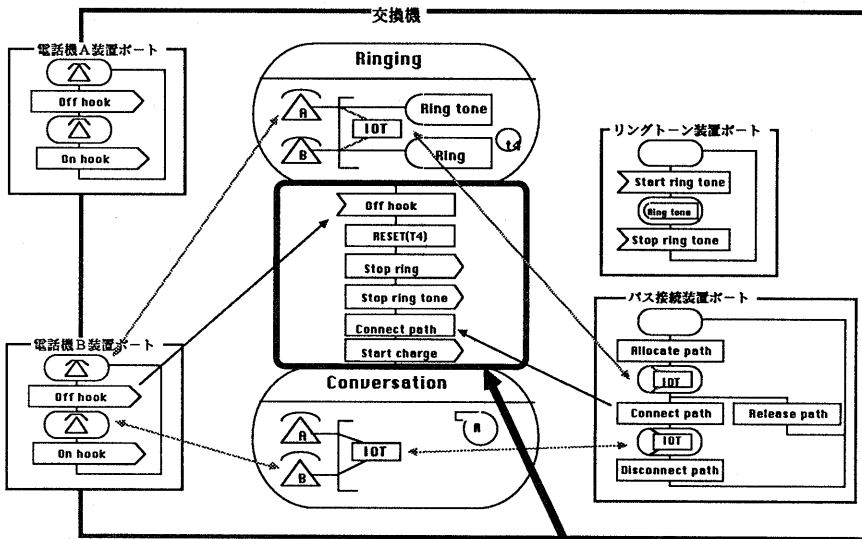 交換機
電話機A装置ポート
Off hook
On hook
電話機B装置ポート
Off hook
On hook
Ringing
A
Ring tone
IOT
B
Ring
t4
Off hook
RESET(T4)
Stop ring
Stop ring tone
Connect path
Start charge
Conversation
A
IOT
B
A
リングトーン装置ポート
Start ring tone
Ring tone
Stop ring tone
パス接続装置ポート
Allocate path
IOT
Connect path
Release path
IOT
Disconnect path